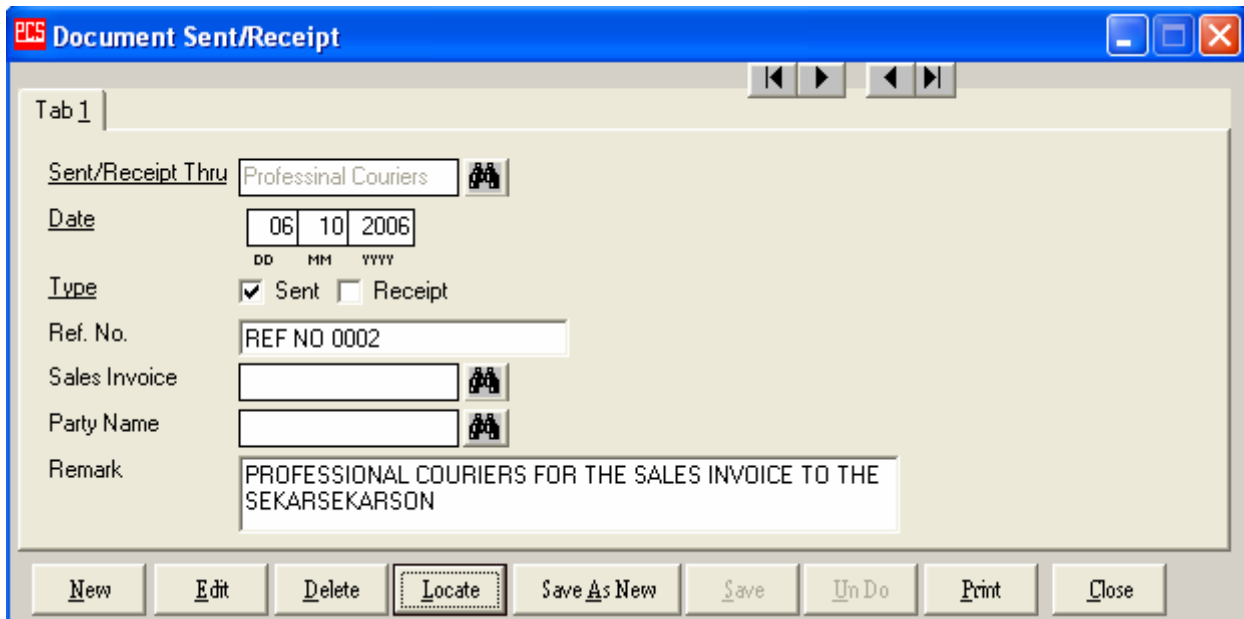 PCS Document Sent/Receipt
Tab 1
Sent/Receipt Thru Professinal Couriers
Date 06 10 2006
DD MM YYYY
Type Sent Receipt
Ref. No. REF NO 0002
Sales Invoice
Party Name
Remark PROFESSIONAL COURIERS FOR THE SALES INVOICE TO THE
SEKARSEKARSON
New Edit Delete Locate Save As New Save Un Do Print Close